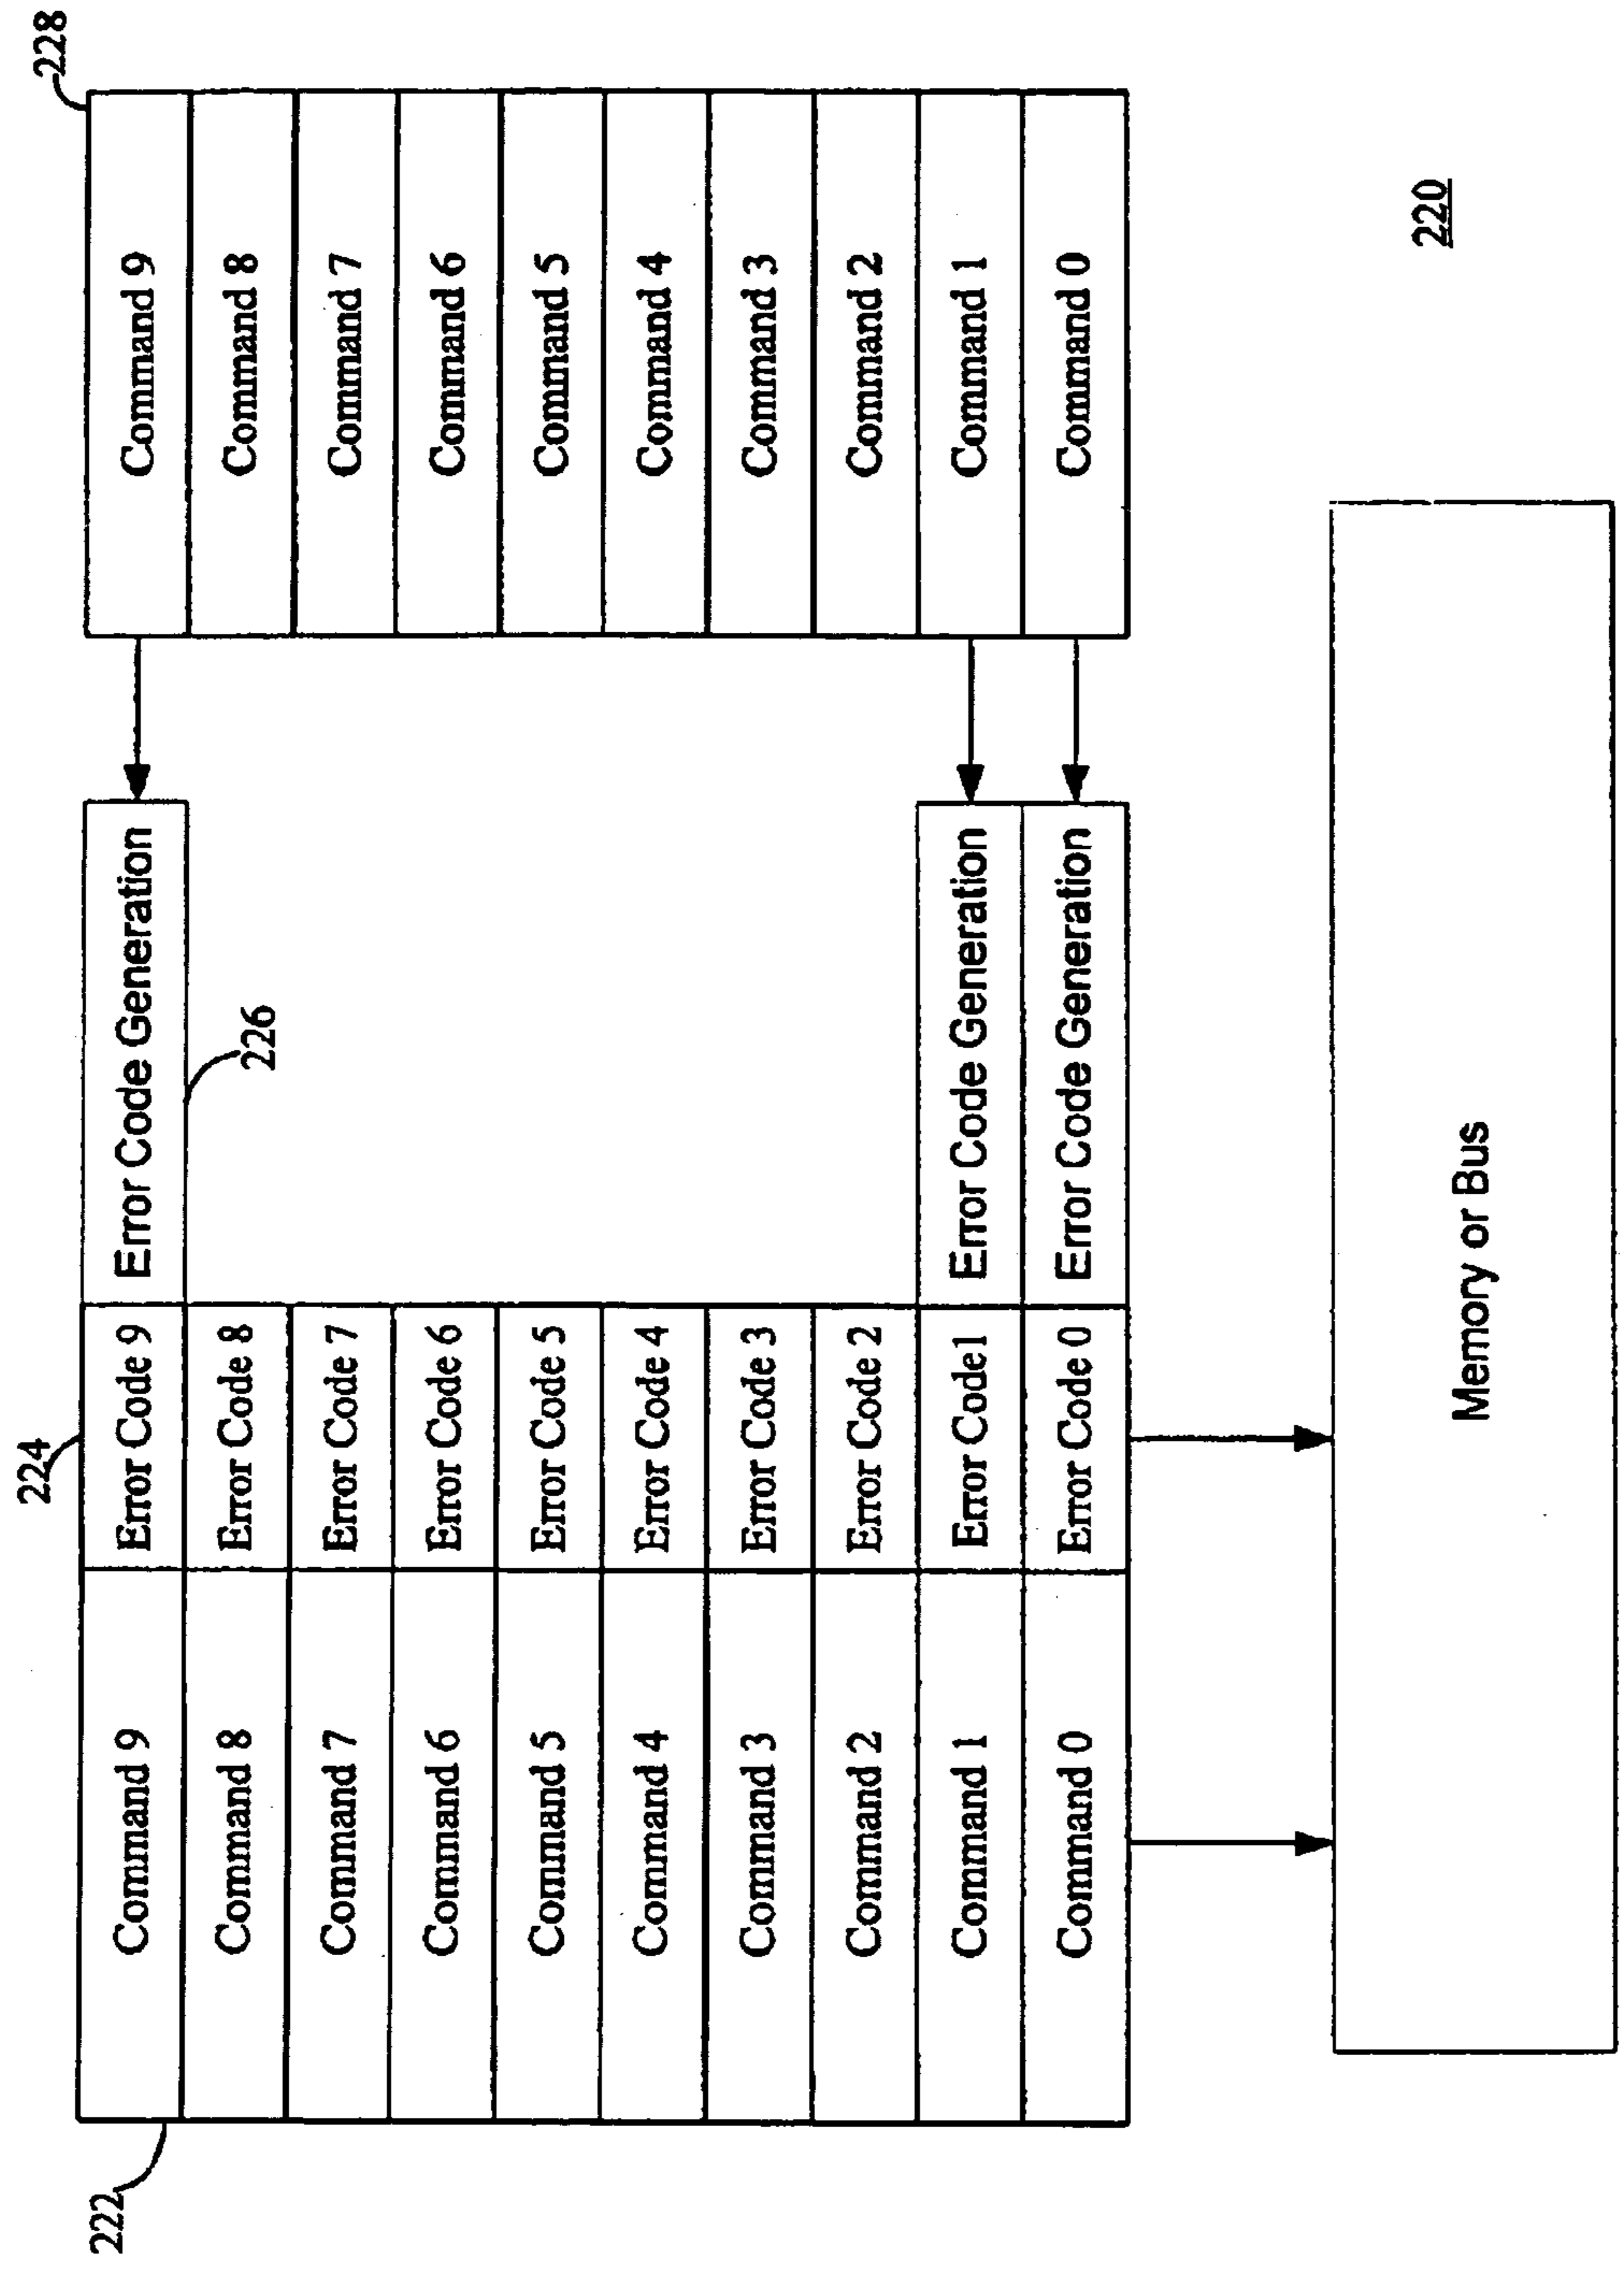 222
224
228
Command 9
Error Code 9
Error Code Generation
Command 9
Command 8
Error Code 8
226
Command 8
Command 7
Error Code 7
Command 7
Command 6
Error Code 6
Command 6
Command 5
Error Code 5
Command 5
Command 4
Error Code 4
Command 4
Command 3
Error Code 3
Command 3
Command 2
Error Code 2
Command 2
Command 1
Error Code1
Error Code Generation
Command 1
Command 0
Error Code 0
Error Code Generation
Command 0
220
Memory or Bus